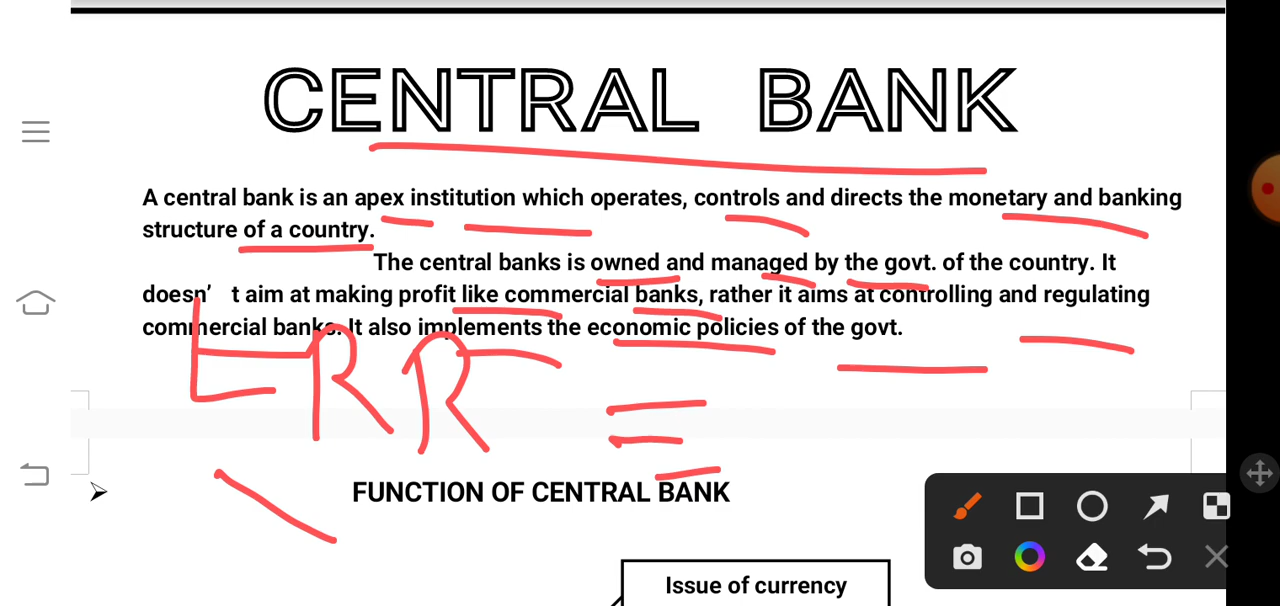 CENTRAL BANK
A central bank is an apex institution which operates, controls and directs the monetary and banking
structure of a country.
The central banks is owned and managed by the govt. of the country. It
doesn' t aim at making profit like commercial banks, rather it aims at controlling and regulating
commercial banks. It also implements the economic policies of the govt.
FUNCTION OF CENTRAL BANK
Issue of currency